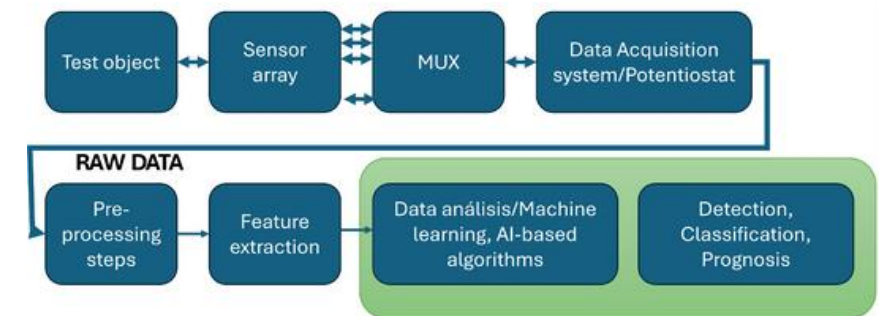 Test object
Sensor
array
MUX
Data Acquisition
system/Potentiostat
RAW DATA
Pre-
processing
steps
Feature
extraction
Data análisis/Machine
learning, AI-based
algorithms
Detection,
Classification,
Prognosis